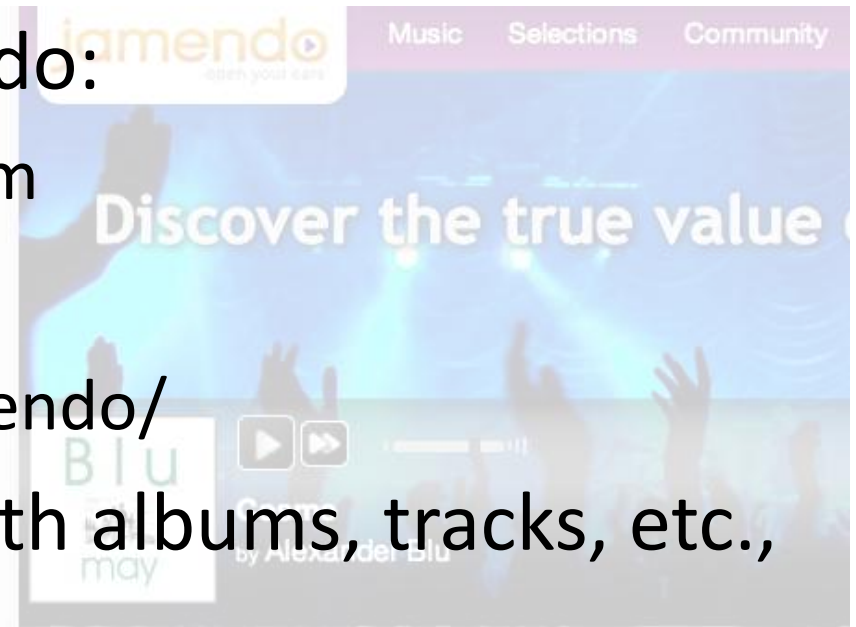 jamendo Music Selections Community
open your ears
do:
m
Discover the true value
endo/
Blu
th albums, tracks, etc.,
by Alexander Blu
may